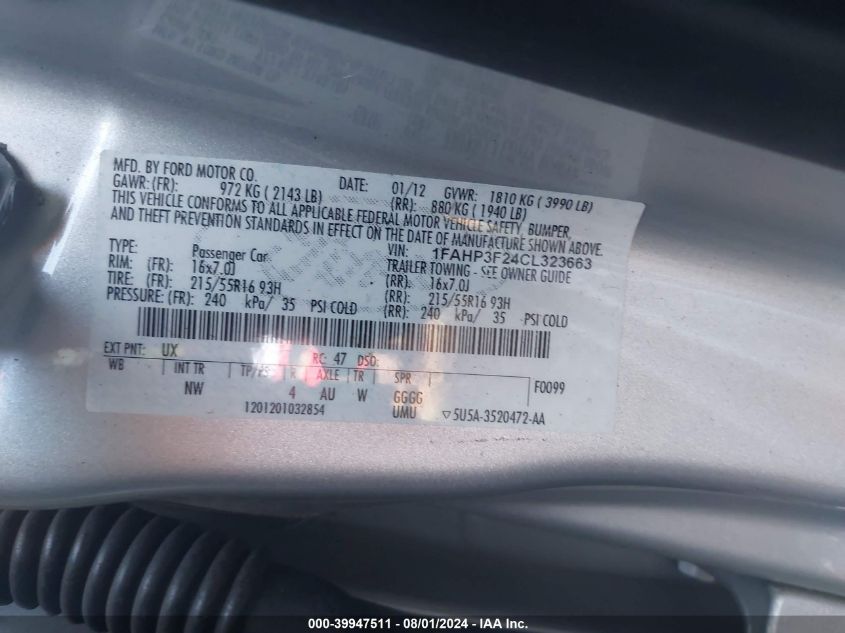 MFD. BY FORD MOTOR CO. DATE: 01/12 GVWR: 1810 KG ( 3990 LB)
GAWR: (FR): 972 KG ( 2143 LB) (RR): 880 KG ( 1940 LB)
THIS VEHICLE CONFORMS TO ALL APPLICABLE FEDERAL MOTOR VEHICLE SAFETY, BUMPER,
AND THEFT PREVENTION STANDARDS IN EFFECT ON THE DATE OF MANUFACTURE SHOWN ABOVE.
VIN: 1FAHP3F24CL323663
TYPE: Passenger Car TRAILER TOWING - SEE OWNER GUIDE
RIM: (FR): 16x7.0J (RR): 16x7.0J
TIRE: (FR): 215/55R16 93H (RR): 215/55R16 93H
PRESSURE: (FR): 240 kPa/ 35 PSI COLD (RR): 240 kPa/ 35 PSI COLD
EXT PNT: UX RC: 47 DSO:
WB INT TR TP/PS R AXLE TR SPR F0099
NW 4 AU W GGGG
1201201032854 UMU ▽5U5A-3520472-AA
000-39947511 - 08/01/2024 - IAAI.COM